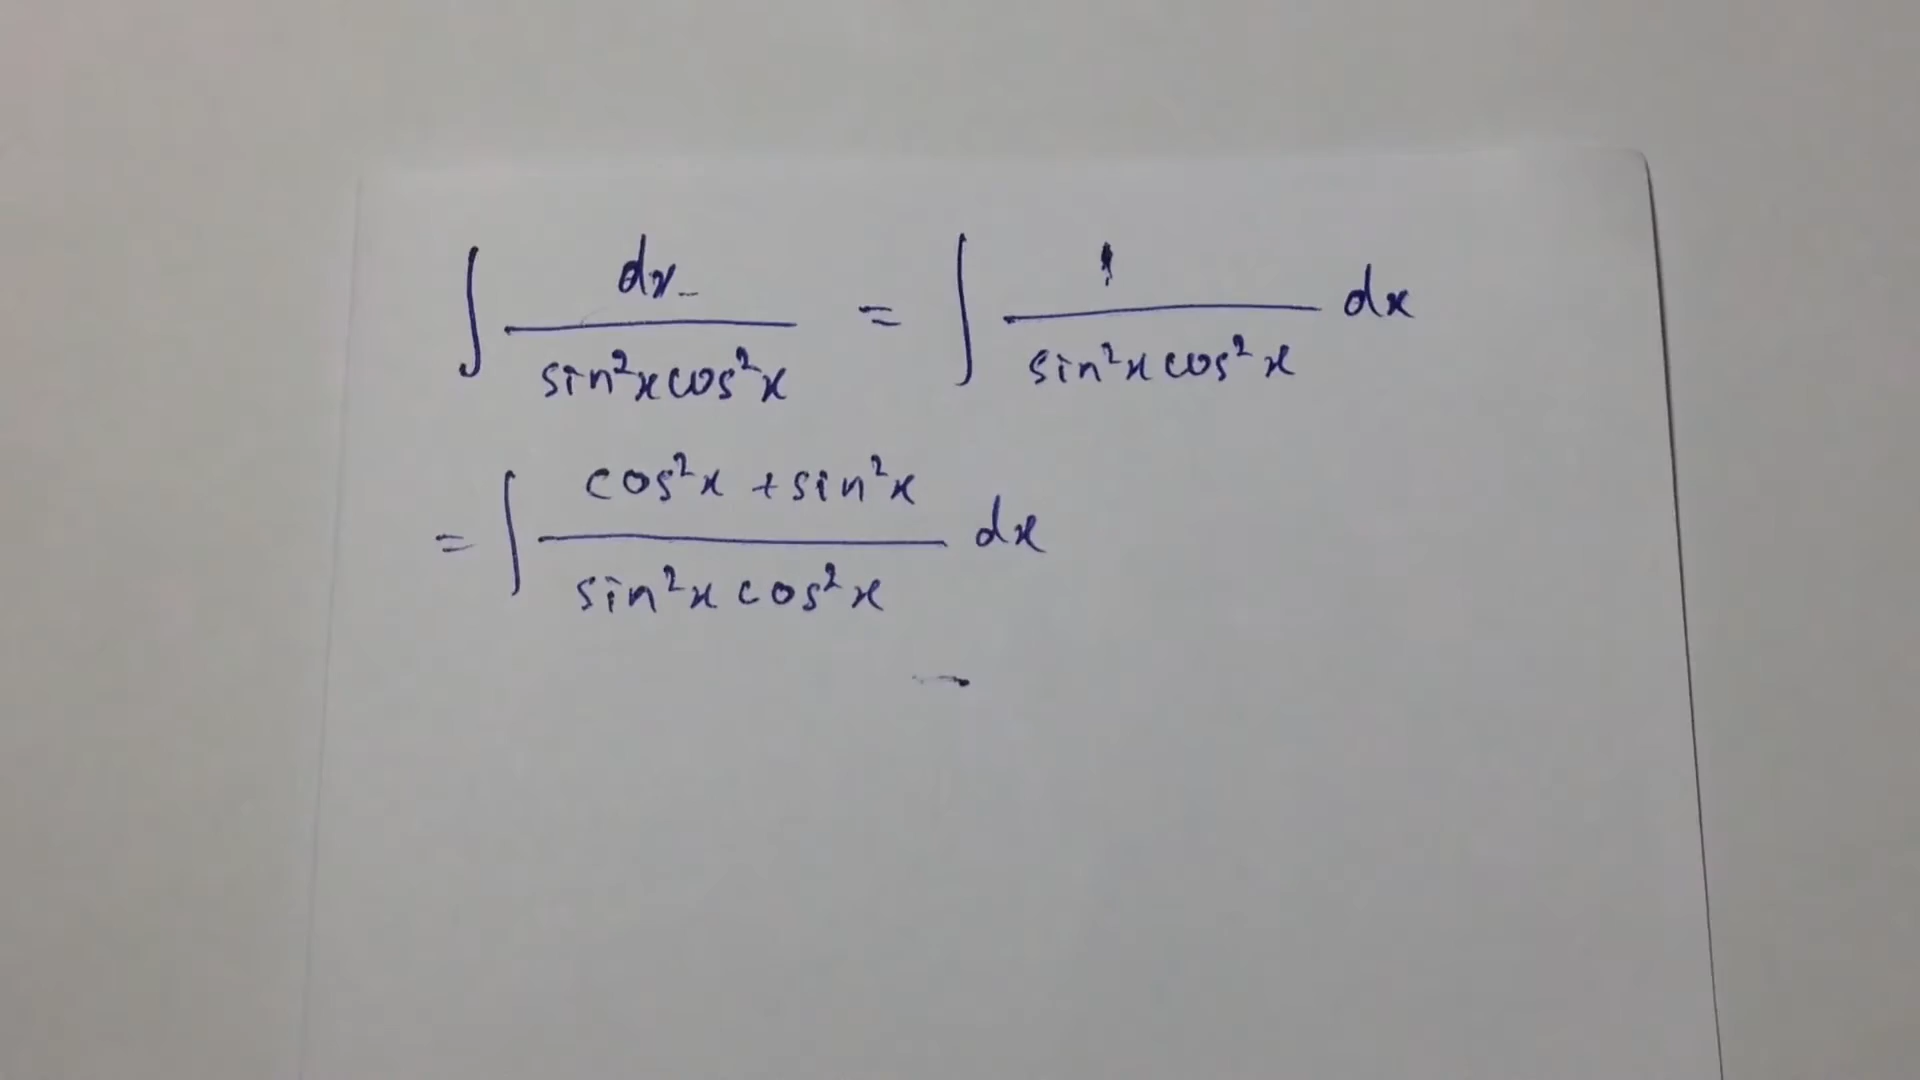 ∫ dx / sin²x cos²x = ∫ 1 / sin²x cos²x dx
= ∫ cos²x + sin²x / sin²x cos²x dx